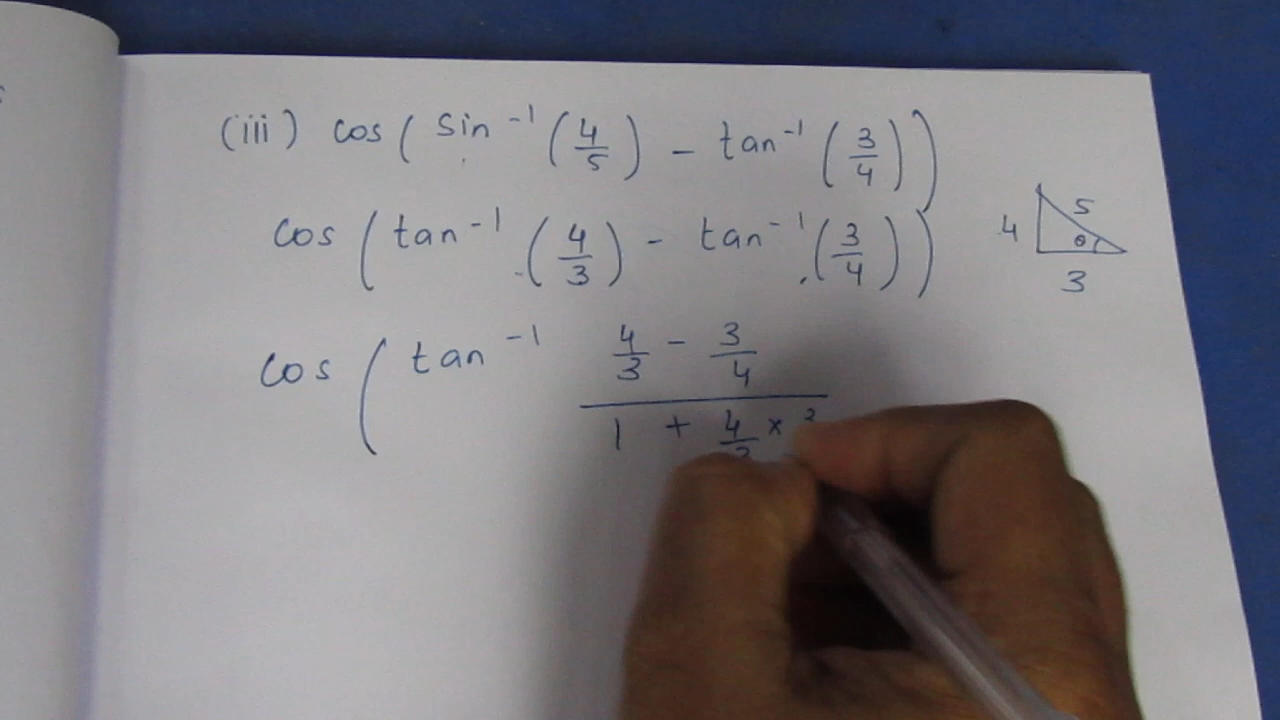 (iii) cos( sin⁻¹ (4/5) – tan⁻¹ (3/4))
cos(tan⁻¹ (4/3) – tan⁻¹ (3/4))
4 5 θ
3
cos( tan⁻¹ 4/3 – 3/4
1 + 4/ ×